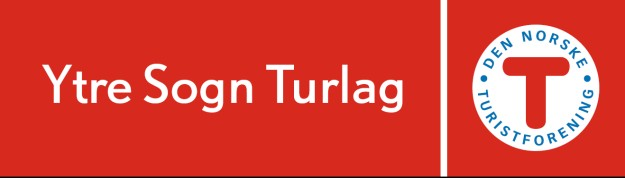 Ytre Sogn Turlag
DEN NORSKE
T
TURISTFORENING